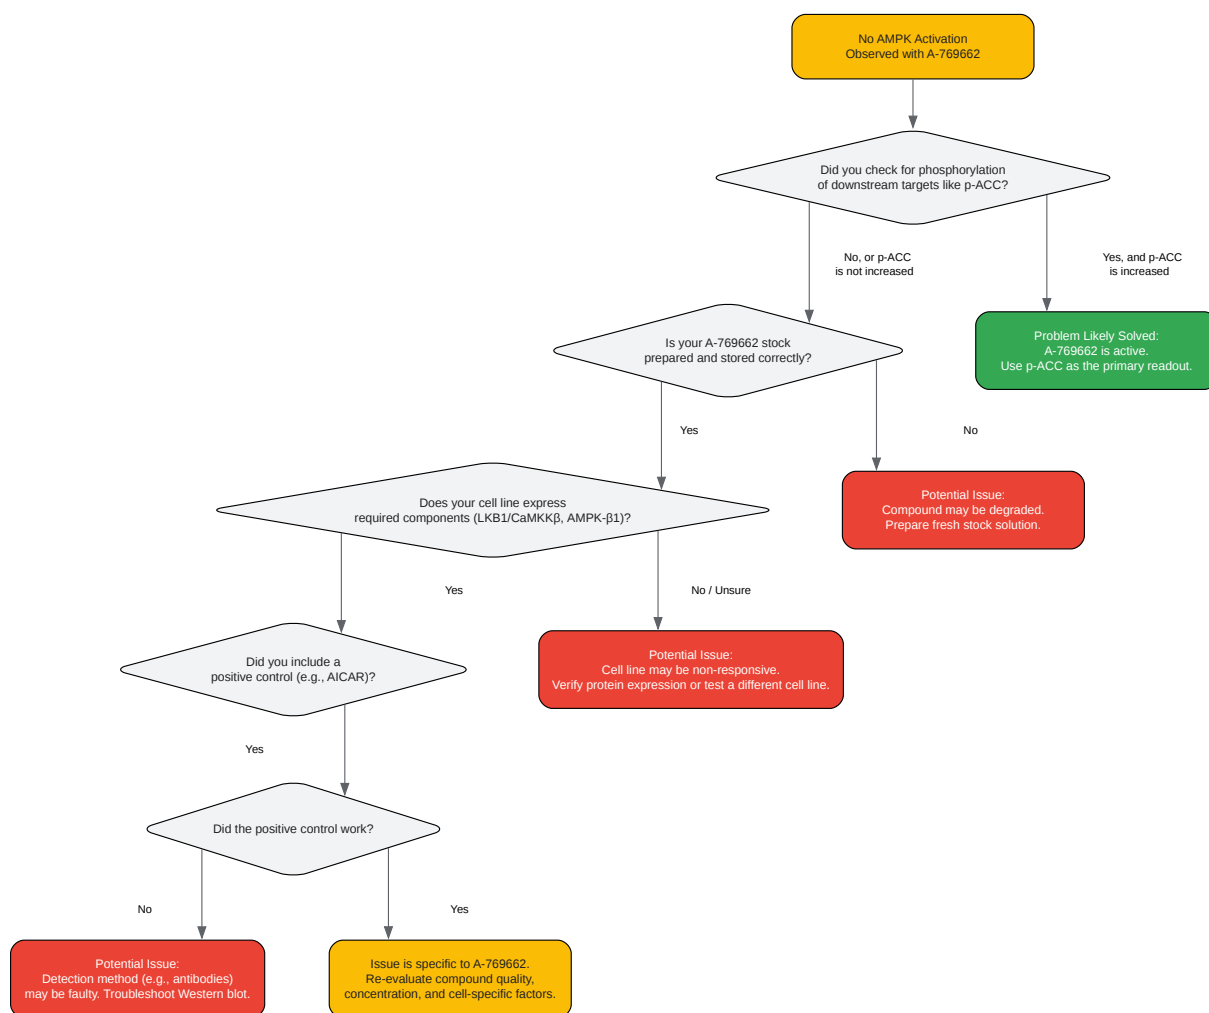 No AMPK Activation
Observed with A-769662
Did you check for phosphorylation
of downstream targets like p-ACC?
No, or p-ACC
is not increased
Yes, and p-ACC
is increased
Is your A-769662 stock
prepared and stored correctly?
Problem Likely Solved:
A-769662 is active.
Use p-ACC as the primary readout.
Yes
No
Does your cell line express
required components (LKB1/CaMKKβ, AMPK-β1)?
Potential Issue:
Compound may be degraded.
Prepare fresh stock solution.
Yes
No / Unsure
Did you include a
positive control (e.g., AICAR)?
Potential Issue:
Cell line may be non-responsive.
Verify protein expression or test a different cell line.
Yes
Did the positive control work?
No
Yes
Potential Issue:
Detection method (e.g., antibodies)
may be faulty. Troubleshoot Western blot.
Issue is specific to A-769662.
Re-evaluate compound quality,
concentration, and cell-specific factors.